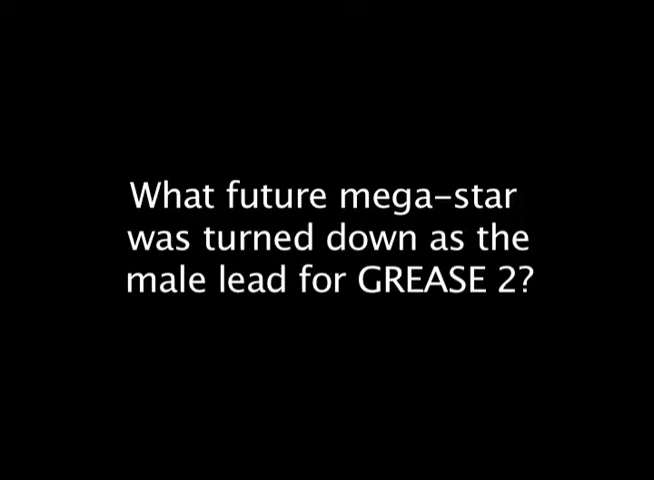 What future mega-star
was turned down as the
male lead for GREASE 2?